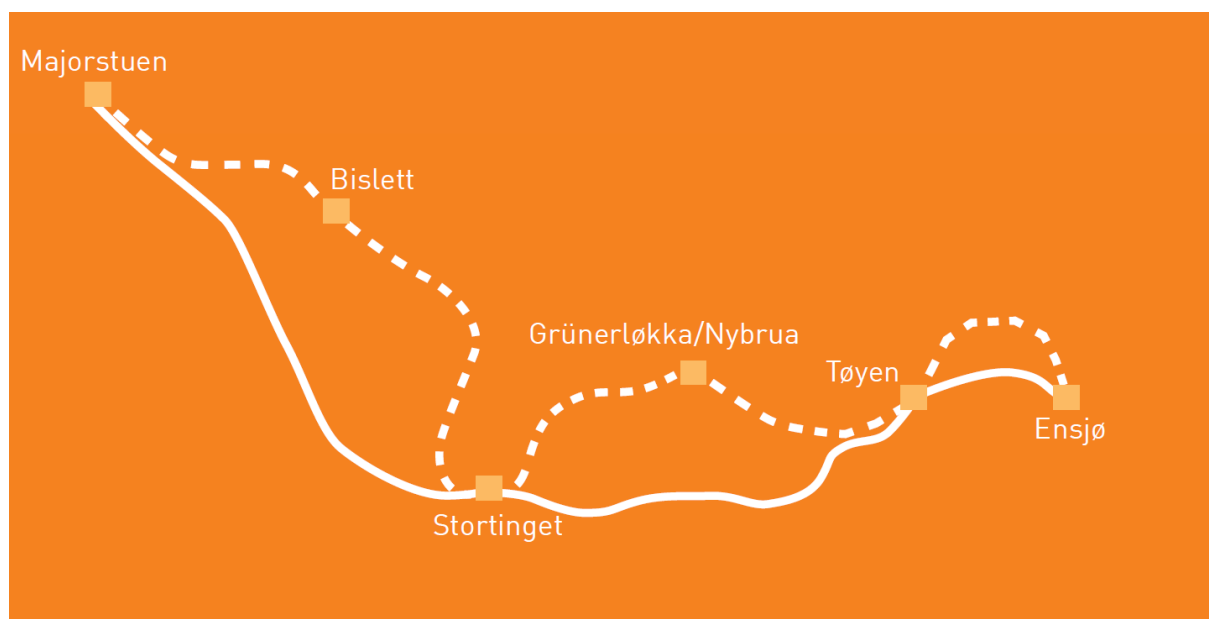 Majorstuen
Bislett
Grünerløkka/Nybrua
Tøyen
Ensjø
Stortinget